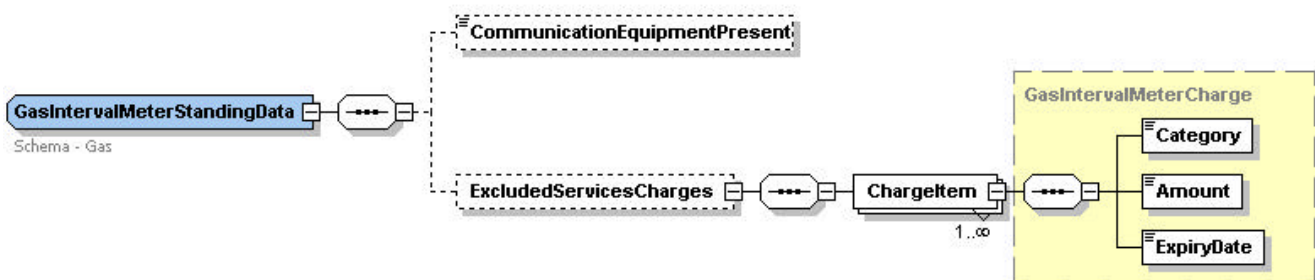 CommunicationEquipmentPresent
GasIntervalMeterStandingData
Schema - Gas
GasIntervalMeterCharge
Category
ExcludedServicesCharges
ChargeItem
1..∞
Amount
ExpiryDate